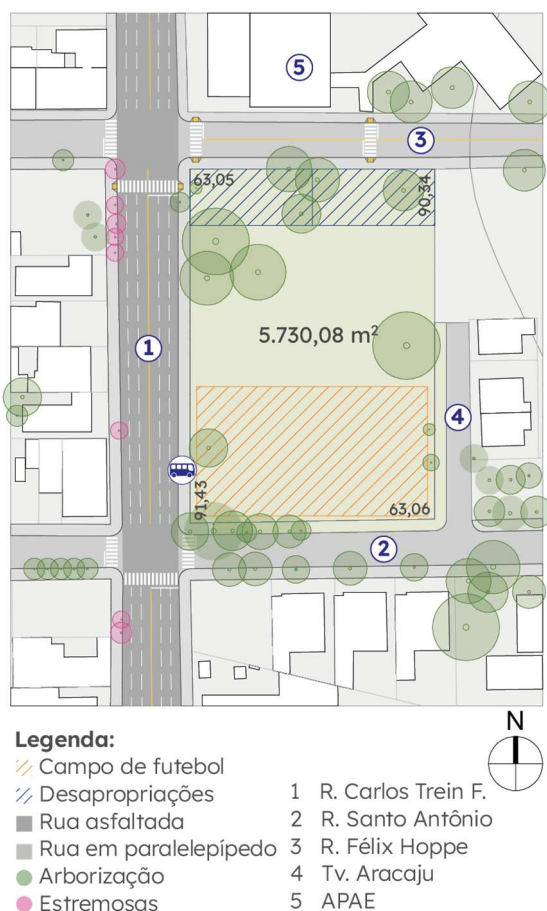 5
3
63,05
90,34
5.730,08 m²
1
4
91,43
63,06
2
N
Legenda:
Campo de futebol
Desapropriações
Rua asfaltada
Rua em paralelepípedo
Arborização
Estremosas
1 R. Carlos Trein F.
2 R. Santo Antônio
3 R. Félix Hoppe
4 Tv. Aracaju
5 APAE